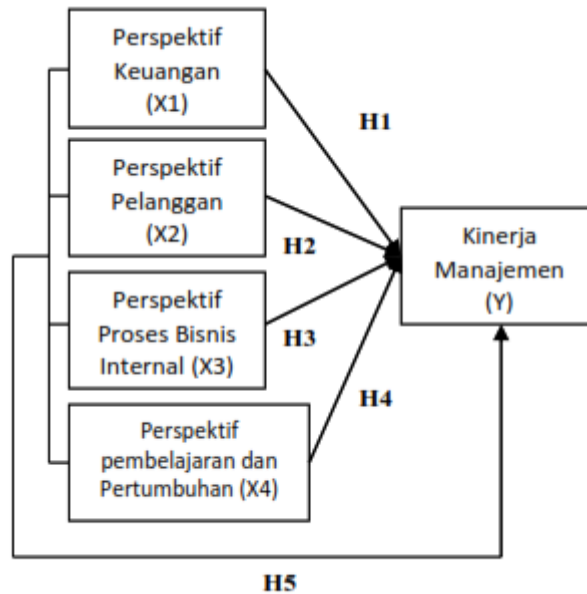 Perspektif
Keuangan
(X1)
H1
Perspektif
Pelanggan
(X2)
H2
Kinerja
Manajemen
(Y)
Perspektif
Proses Bisnis
Internal (X3)
H3
H4
Perspektif
pembelajaran dan
Pertumbuhan (X4)
H5